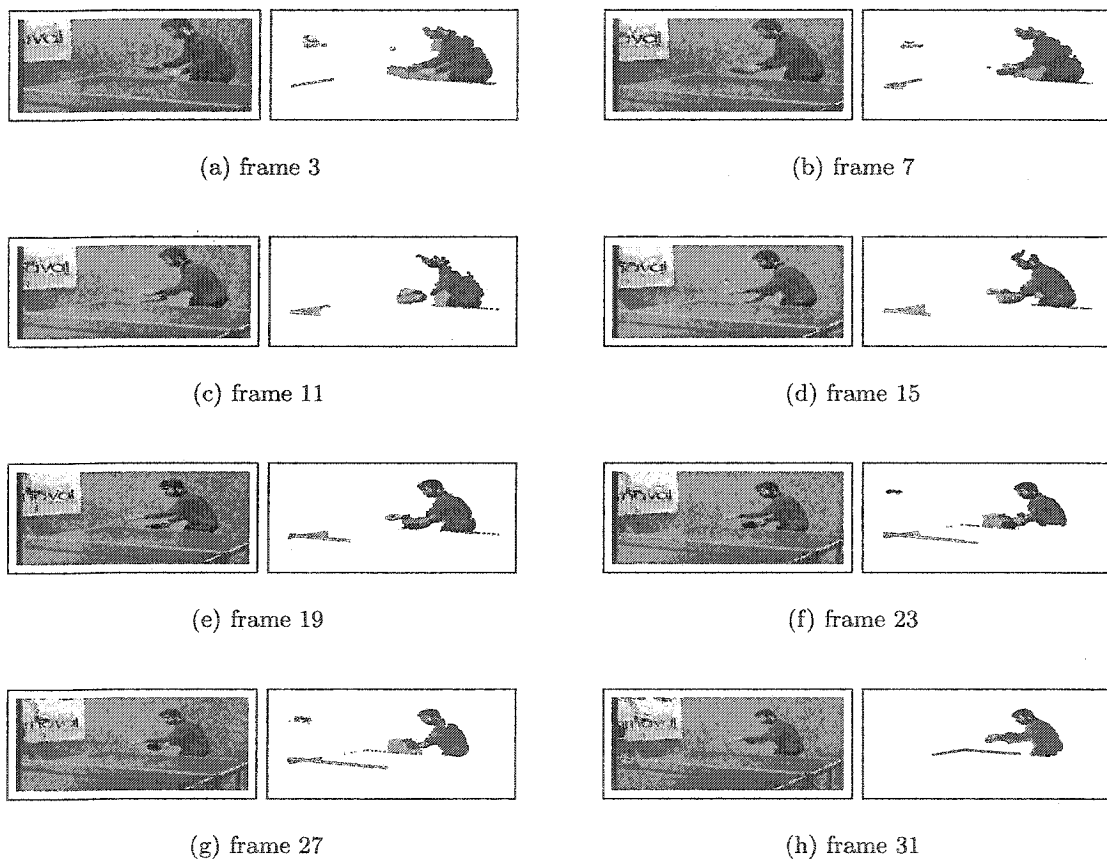 (a) frame 3
(b) frame 7
(c) frame 11
(d) frame 15
(e) frame 19
(f) frame 23
(g) frame 27
(h) frame 31